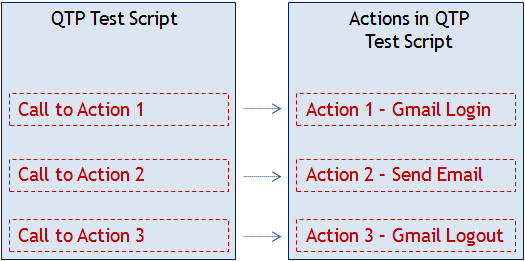 QTP Test Script
Call to Action 1
Call to Action 2
Call to Action 3
Actions in QTP
Test Script
Action 1 – Gmail Login
Action 2 – Send Email
Action 3 – Gmail Logout